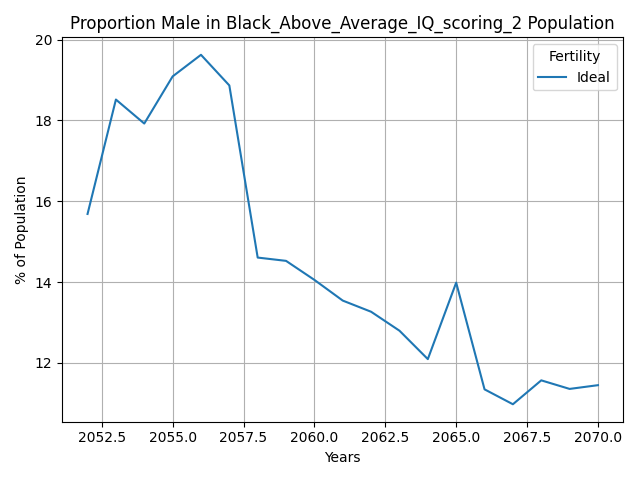 Proportion Male in Black_Above_Average_IQ_scoring_2 Population
Fertility
Ideal
20
18
16
14
12
% of Population
2052.5 2055.0 2057.5 2060.0 2062.5 2065.0 2067.5 2070.0
Years